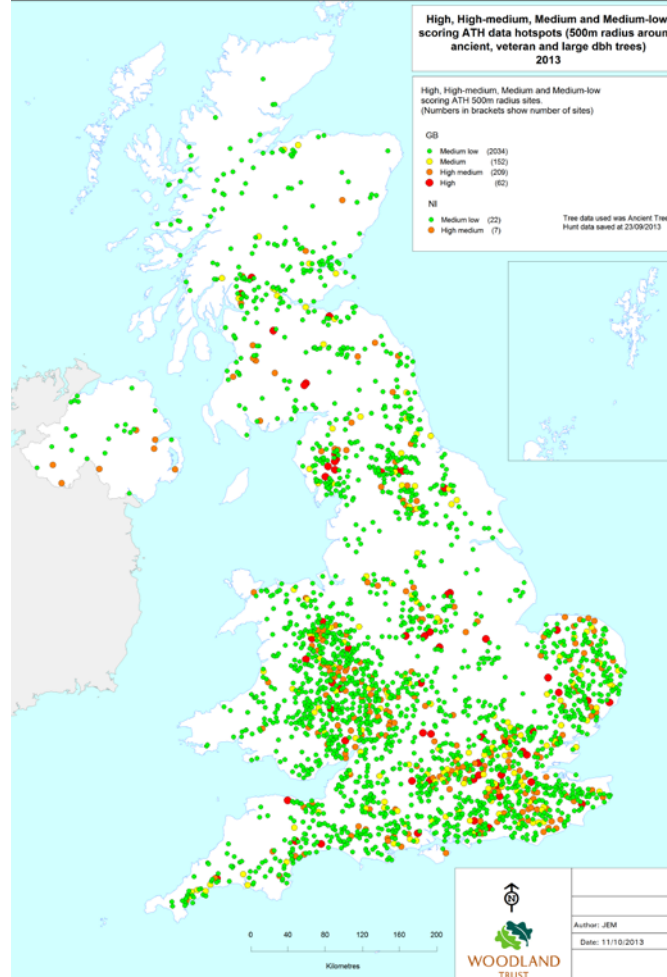 High, High-medium, Medium and Medium-low
scoring ATH data hotspots (500m radius aroun
ancient, veteran and large dbh trees)
2013
High, High-medium, Medium and Medium-low
scoring ATH 500m radius sites.
(Numbers in brackets show number of sites)
GB
Medium low (2034)
Medium (152)
High medium (209)
High (62)
NI
Medium low (22)
High medium (7)
Tree data used was Ancient Tree
Hunt data saved at 23/09/2013
N
Author: JEM
Date: 11/10/2013
WOODLAND
TRUST
0 40 80 120 160 200
Kilometres